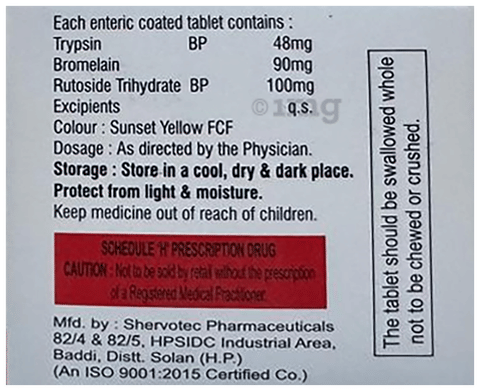 Each enteric coated tablet contains :
Trypsin BP 48mg
Bromelain 90mg
Rutoside Trihydrate BP 100mg
Excipients q.s.
Colour : Sunset Yellow FCF
Dosage : As directed by the Physician.
Storage : Store in a cool, dry & dark place.
Protect from light & moisture.
Keep medicine out of reach of children.
SCHEDULE 'H' PRESCRIPTION DRUG
CAUTION : Not to be sold by retail without the prescription
of a Registered Medical Practitioner.
Mfd. by : Shervotec Pharmaceuticals
82/4 & 82/5, HPSIDC Industrial Area,
Baddi, Distt. Solan (H.P.)
(An ISO 9001:2015 Certified Co.)
The tablet should be swallowed whole
not to be chewed or crushed.
© 1mg